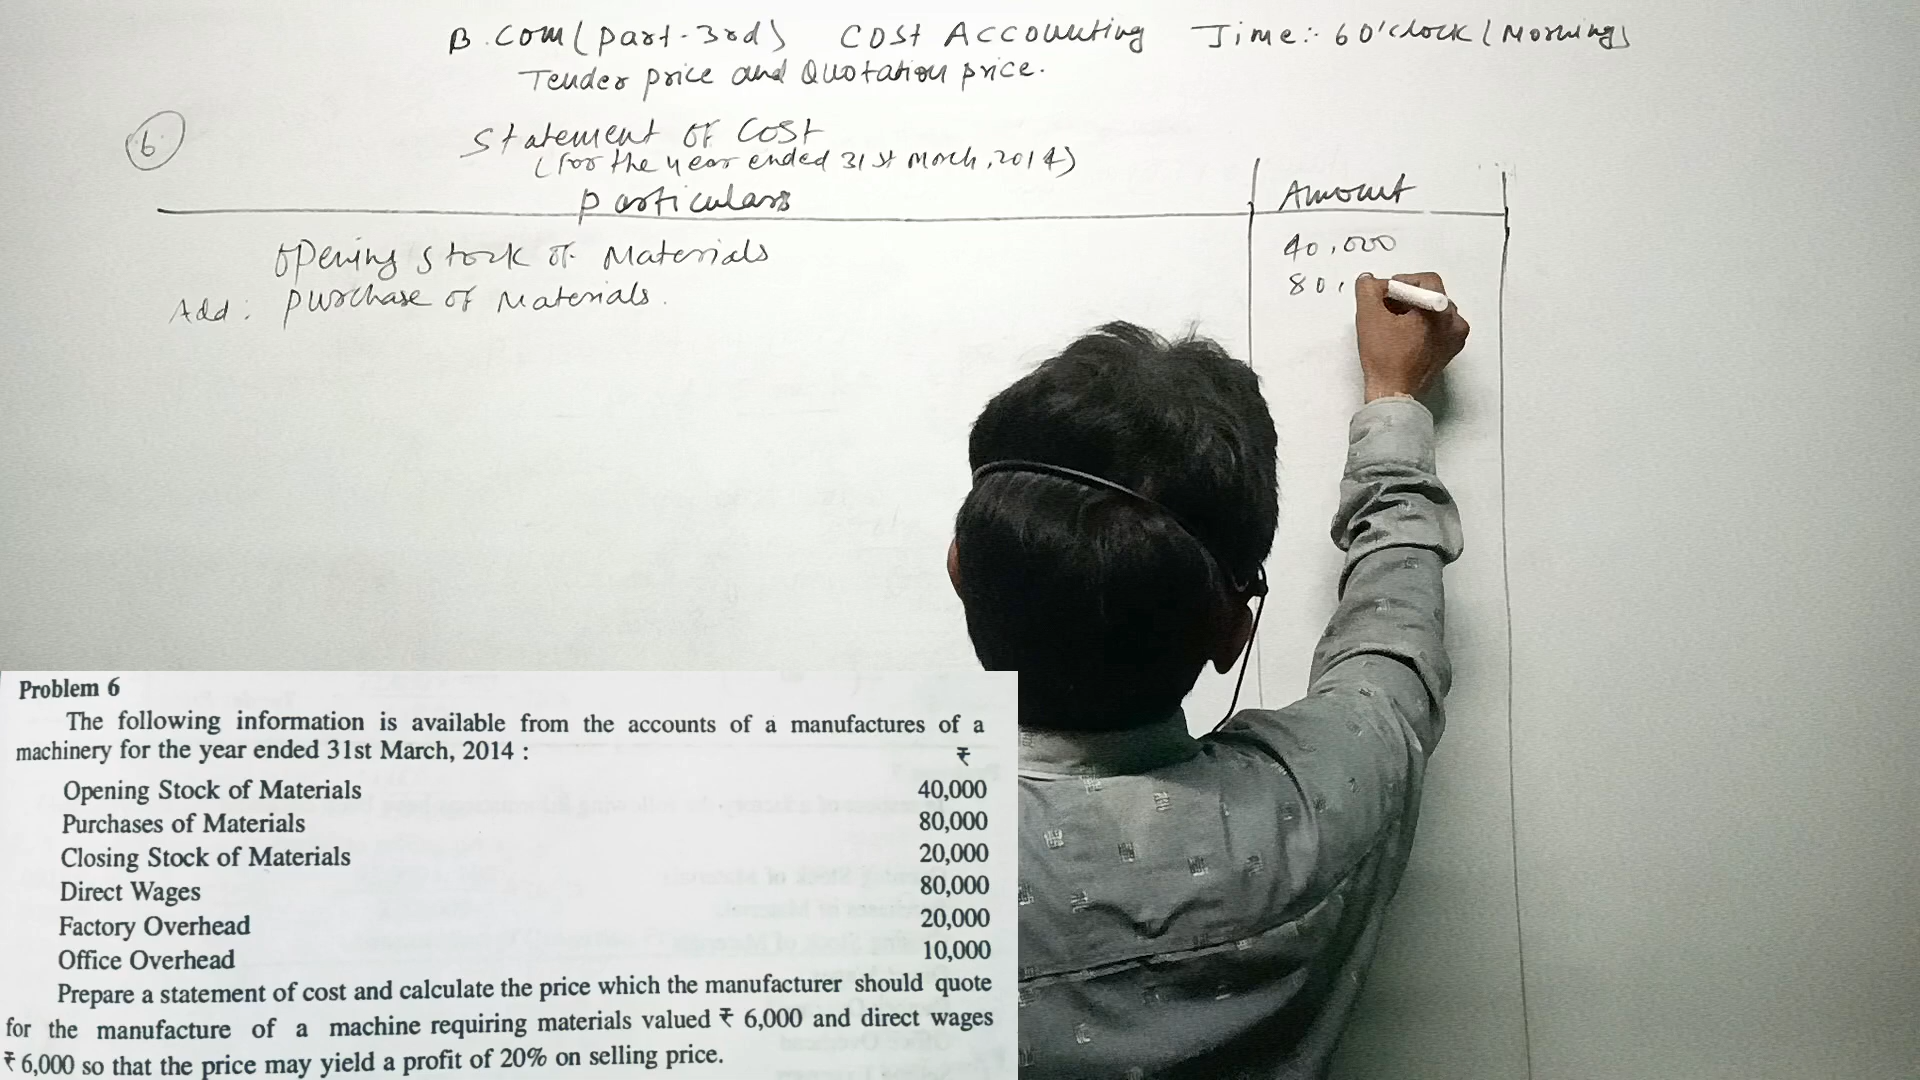 B.Com (part-3rd) Cost Accounting Time:- 6 O'clock (Morning)
Tender price and Quotation price.
6
Statement of Cost
(for the year ended 31st March, 2014)
Particulars
Amount
Opening stock of Materials
40,000
Add: purchase of Materials.
80,
Problem 6
The following information is available from the accounts of a manufactures of a
machinery for the year ended 31st March, 2014 :
₹
Opening Stock of Materials 40,000
Purchases of Materials 80,000
Closing Stock of Materials 20,000
Direct Wages 80,000
Factory Overhead 20,000
Office Overhead 10,000
Prepare a statement of cost and calculate the price which the manufacturer should quote
for the manufacture of a machine requiring materials valued ₹ 6,000 and direct wages
₹ 6,000 so that the price may yield a profit of 20% on selling price.